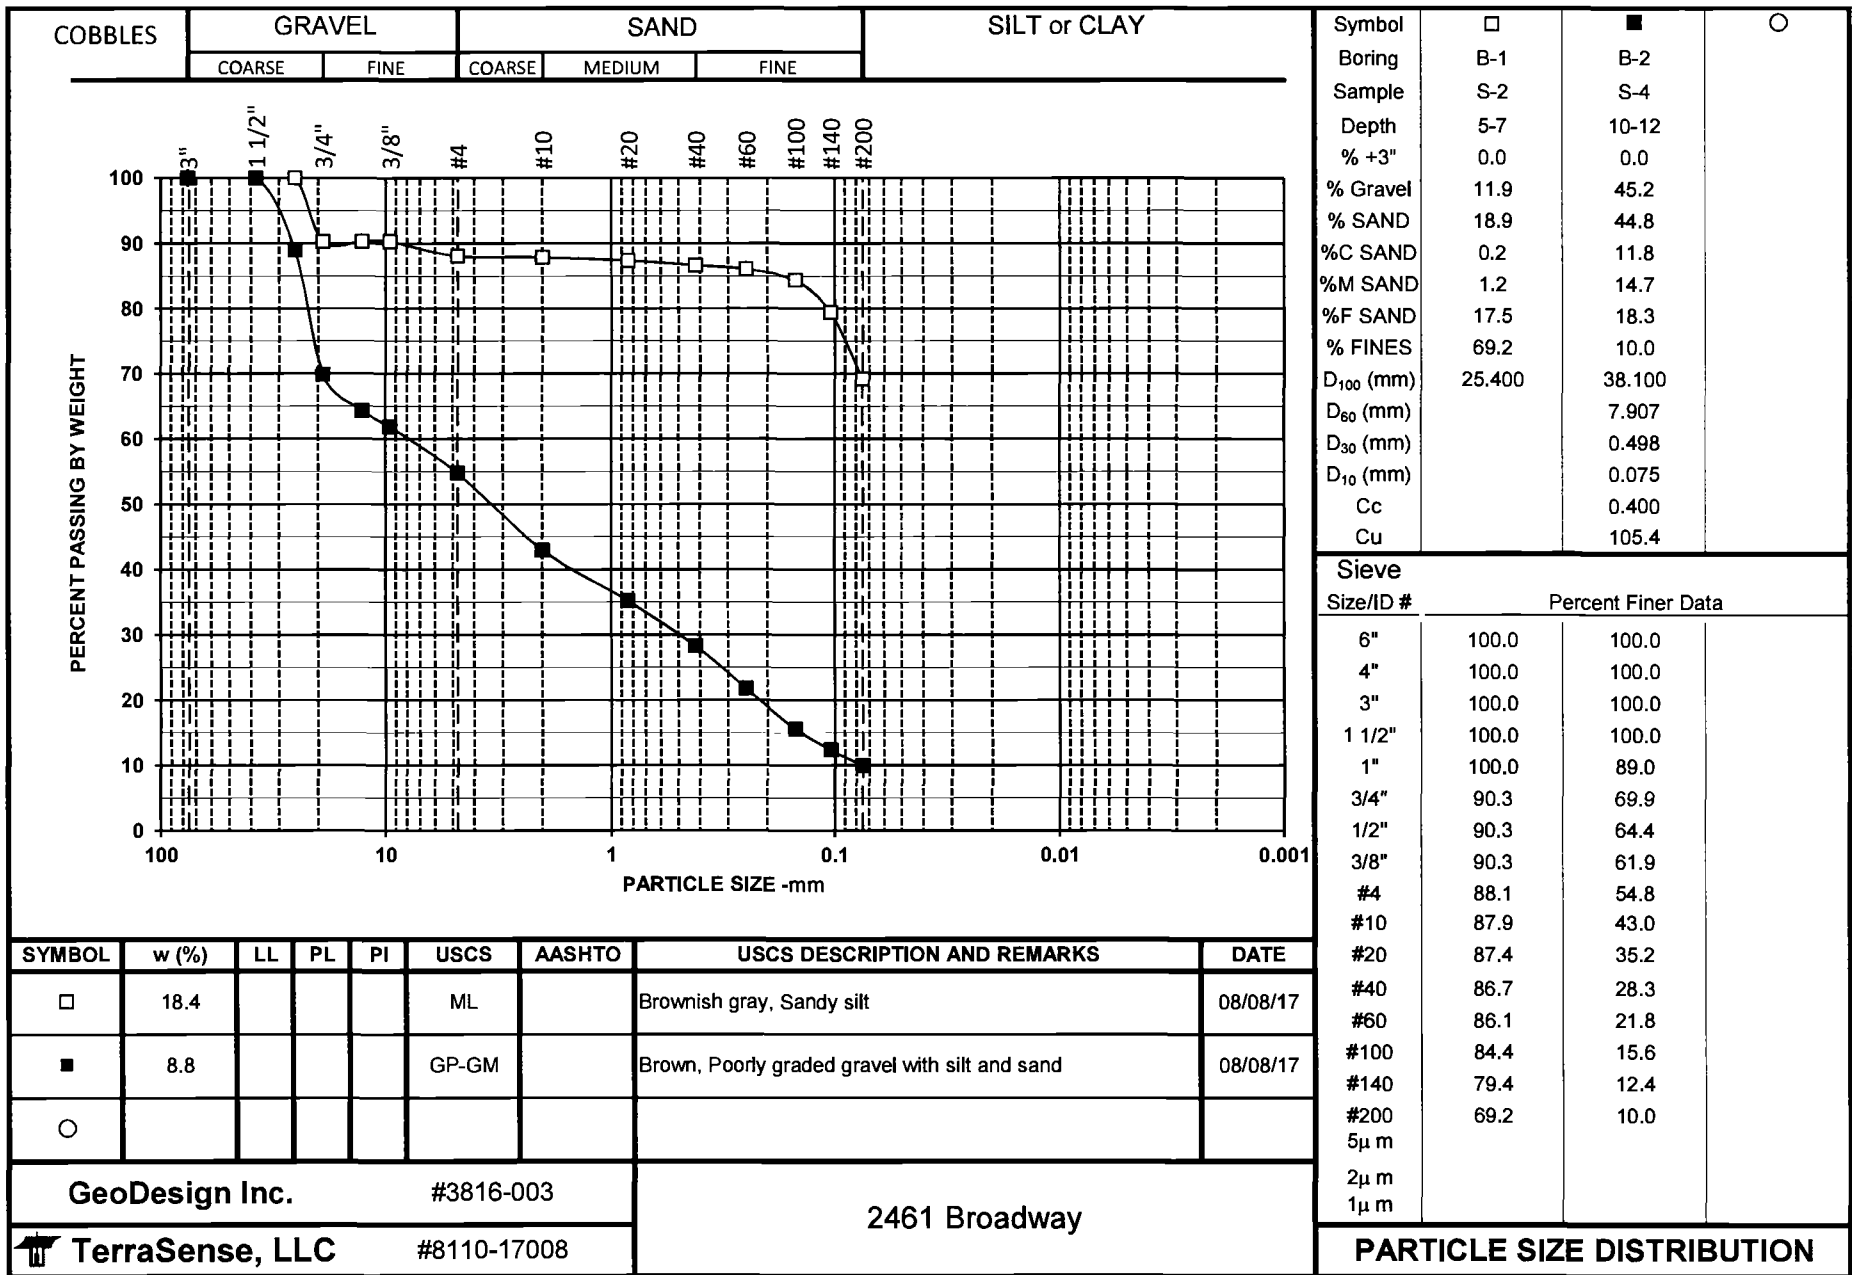 COBBLES GRAVEL SAND SILT or CLAY
COARSE FINE COARSE MEDIUM FINE
3" 1 1/2" 3/4" 3/8" #4 #10 #20 #40 #60 #100 #140 #200
PERCENT PASSING BY WEIGHT
100
90
80
70
60
50
40
30
20
10
0
100 10 1 0.1 0.01 0.001
PARTICLE SIZE -mm
Symbol □ ■ ○
Boring B-1 B-2
Sample S-2 S-4
Depth 5-7 10-12
% +3" 0.0 0.0
% Gravel 11.9 45.2
% SAND 18.9 44.8
%C SAND 0.2 11.8
%M SAND 1.2 14.7
%F SAND 17.5 18.3
% FINES 69.2 10.0
D100 (mm) 25.400 38.100
D60 (mm) 7.907
D30 (mm) 0.498
D10 (mm) 0.075
Cc 0.400
Cu 105.4
Sieve
Size/ID # Percent Finer Data
6" 100.0 100.0
4" 100.0 100.0
3" 100.0 100.0
1 1/2" 100.0 100.0
1" 100.0 89.0
3/4" 90.3 69.9
1/2" 90.3 64.4
3/8" 90.3 61.9
#4 88.1 54.8
#10 87.9 43.0
#20 87.4 35.2
#40 86.7 28.3
#60 86.1 21.8
#100 84.4 15.6
#140 79.4 12.4
#200 69.2 10.0
5μ m
2μ m
1μ m
SYMBOL w (%) LL PL PI USCS AASHTO USCS DESCRIPTION AND REMARKS DATE
□ 18.4 ML Brownish gray, Sandy silt 08/08/17
■ 8.8 GP-GM Brown, Poorly graded gravel with silt and sand 08/08/17
○
GeoDesign Inc. #3816-003
TerraSense, LLC #8110-17008
2461 Broadway
PARTICLE SIZE DISTRIBUTION